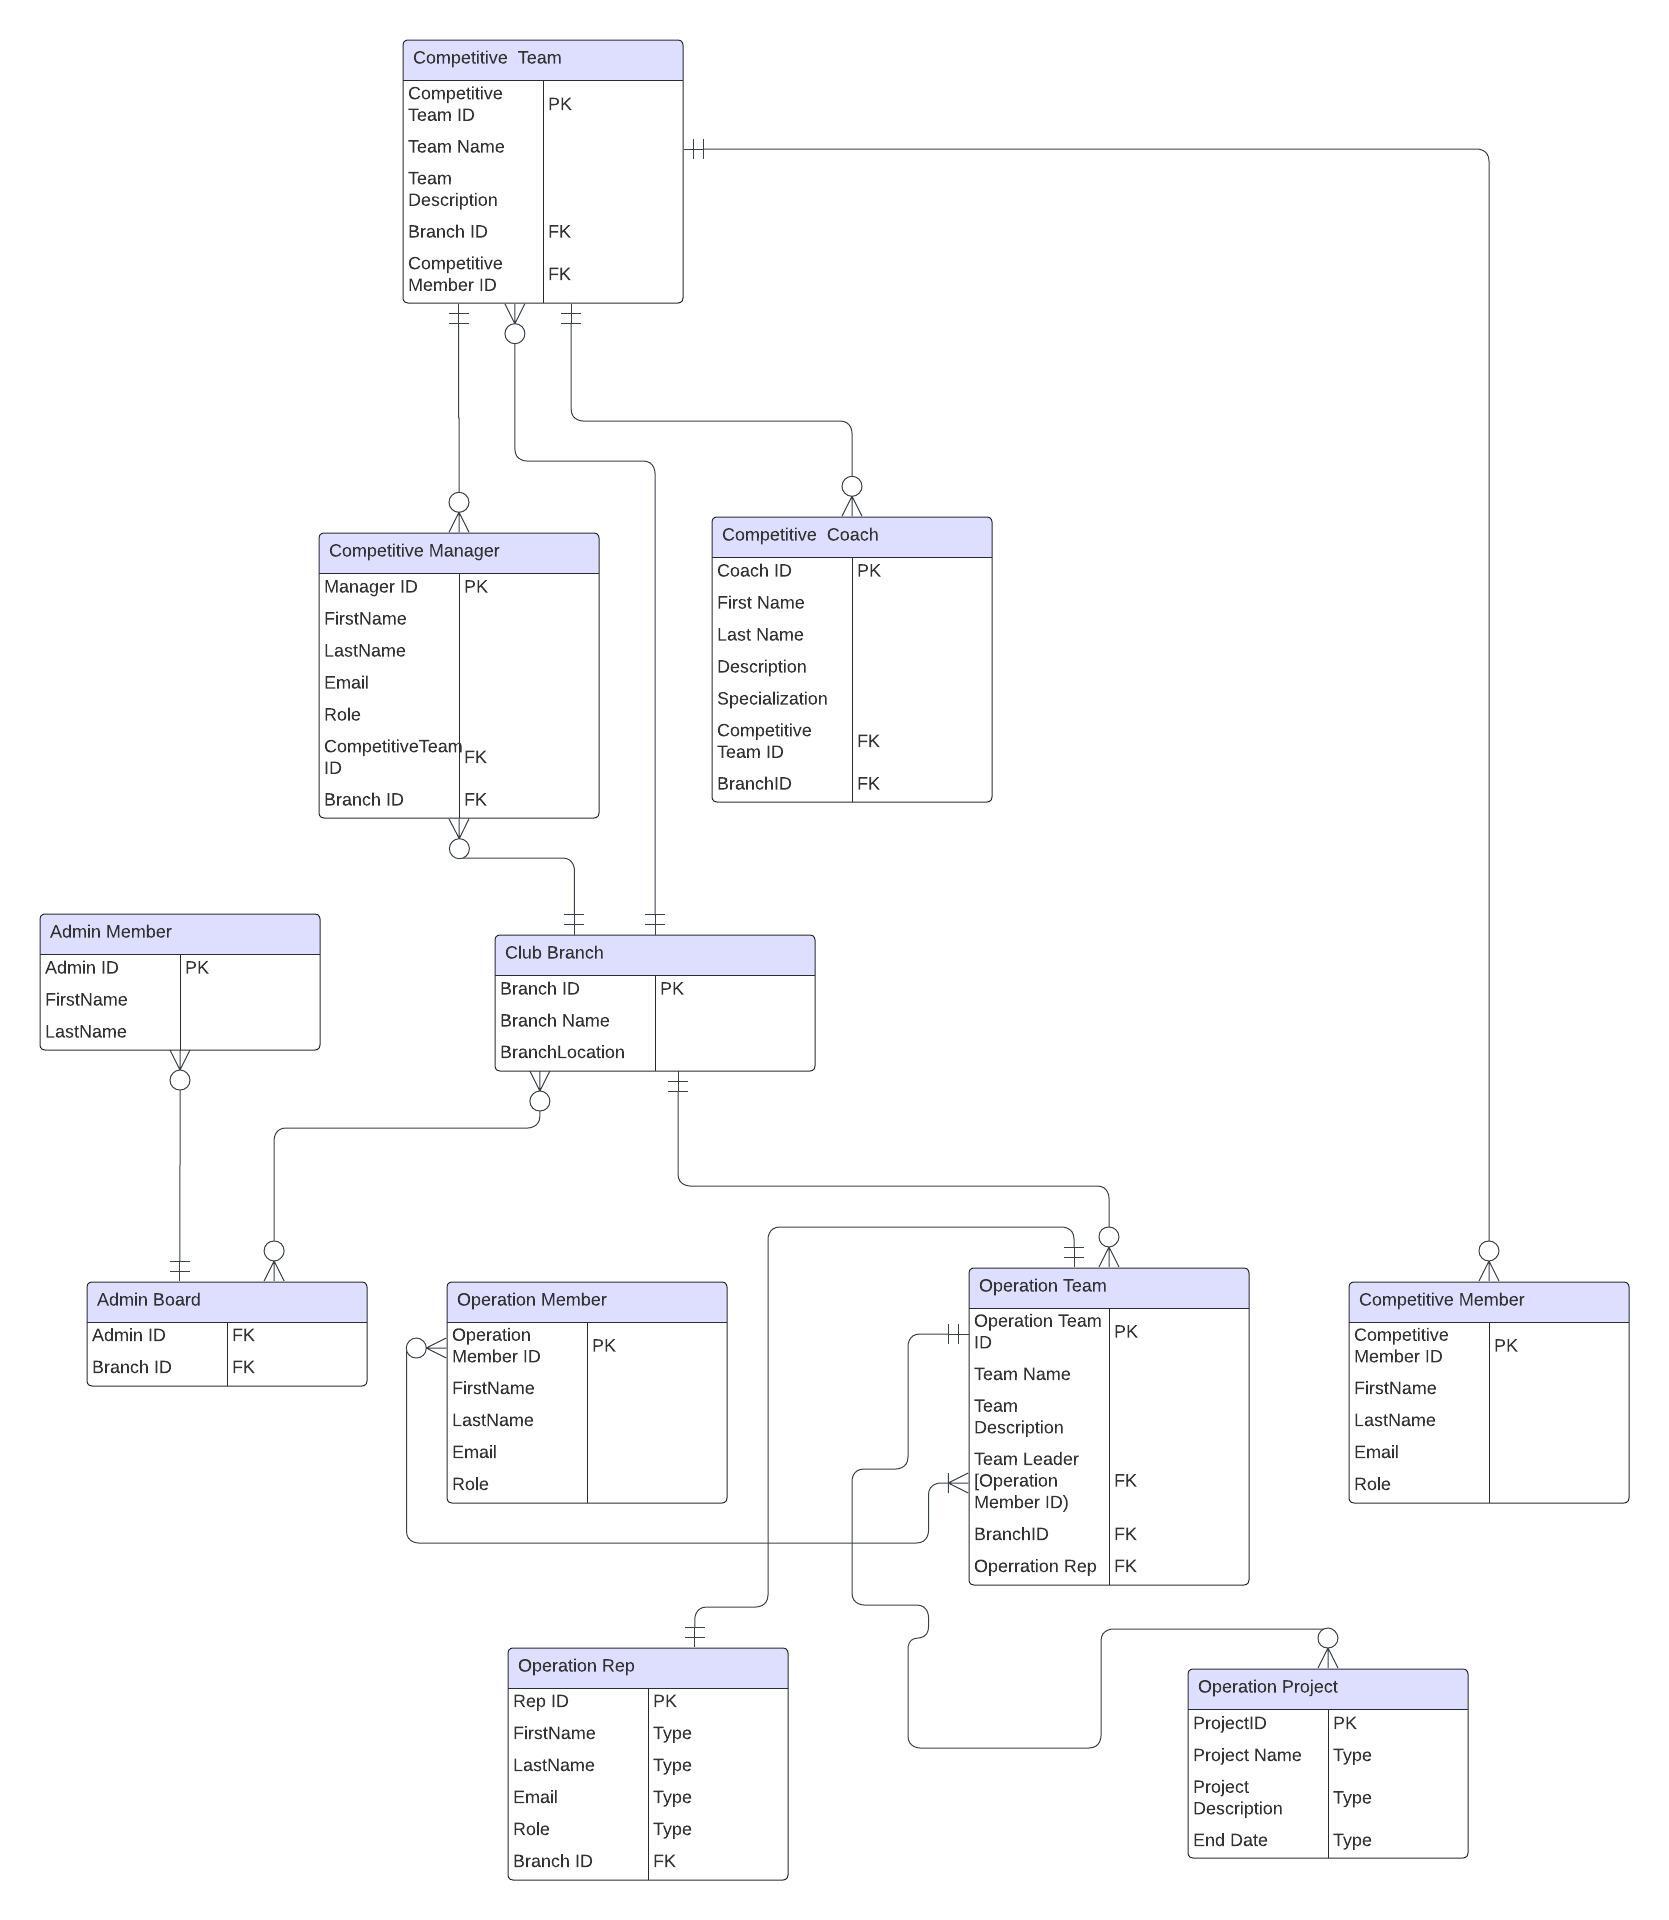 Competitive  Team
Competitive
Team ID
PK
Team Name
Team
Description
Branch ID
FK
Competitive
Member ID
FK
Competitive Manager
Manager ID
PK
FirstName
LastName
Email
Role
CompetitiveTeam
ID
FK
Branch ID
FK
Competitive  Coach
Coach ID
PK
First Name
Last Name
Description
Specialization
Competitive
Team ID
FK
BranchID
FK
Admin Member
Admin ID
PK
FirstName
LastName
Club Branch
Branch ID
PK
Branch Name
BranchLocation
Admin Board
Admin ID
FK
Branch ID
FK
Operation Member
Operation
Member ID
PK
FirstName
LastName
Email
Role
Operation Team
Operation Team
ID
PK
Team Name
Team
Description
Team Leader
[Operation
Member ID)
FK
BranchID
FK
Operration Rep
FK
Competitive Member
Competitive
Member ID
PK
FirstName
LastName
Email
Role
Operation Rep
Rep ID
PK
FirstName
Type
LastName
Type
Email
Type
Role
Type
Branch ID
FK
Operation Project
ProjectID
PK
Project Name
Type
Project
Description
Type
End Date
Type